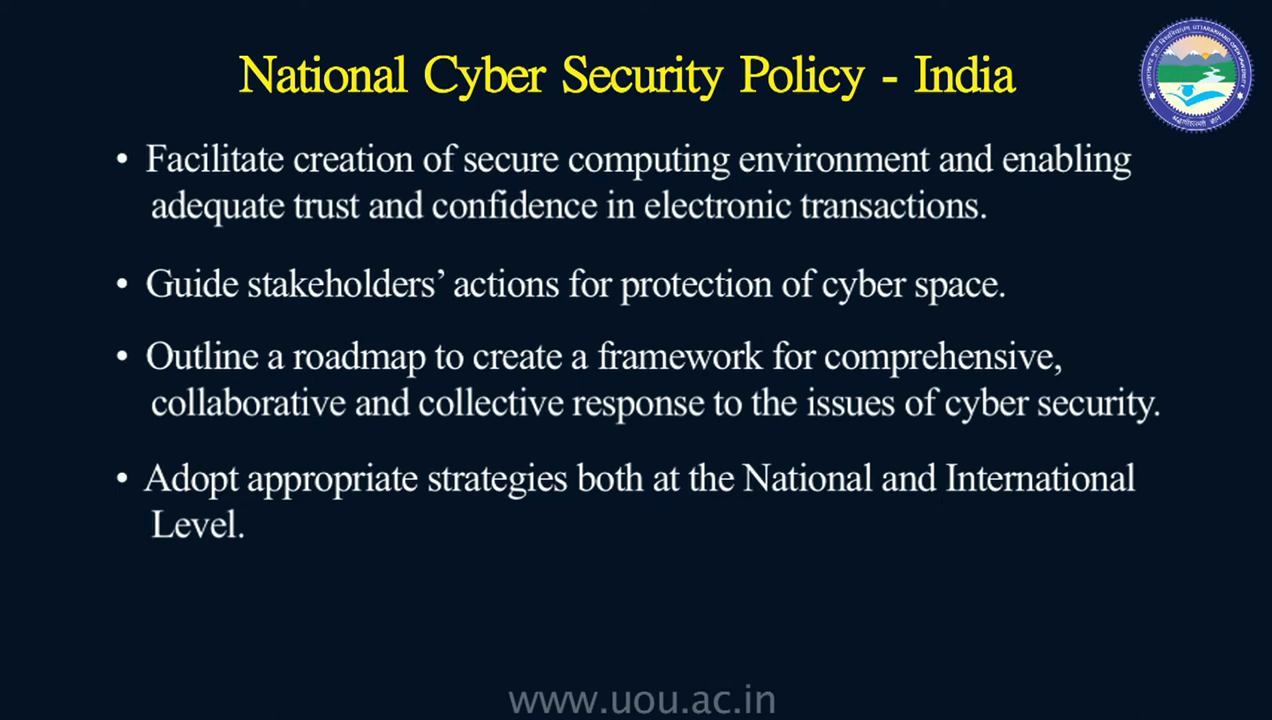 National Cyber Security Policy - India
• Facilitate creation of secure computing environment and enabling
adequate trust and confidence in electronic transactions.
• Guide stakeholders’ actions for protection of cyber space.
• Outline a roadmap to create a framework for comprehensive,
collaborative and collective response to the issues of cyber security.
• Adopt appropriate strategies both at the National and International
Level.
www.uou.ac.in